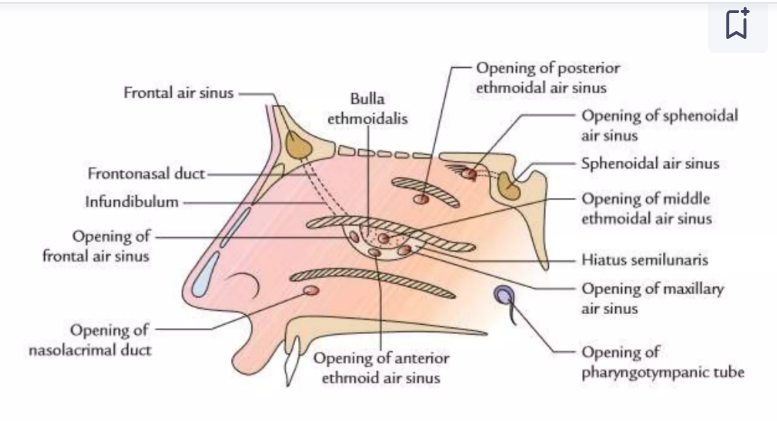 Frontal air sinus
Bulla
ethmoidalis
Opening of posterior
ethmoidal air sinus
Opening of sphenoidal
air sinus
Frontonasal duct
Sphenoidal air sinus
Infundibulum
Opening of middle
ethmoidal air sinus
Opening of
frontal air sinus
Hiatus semilunaris
Opening of maxillary
air sinus
Opening of
nasolacrimal duct
Opening of anterior
ethmoid air sinus
Opening of
pharyngotympanic tube